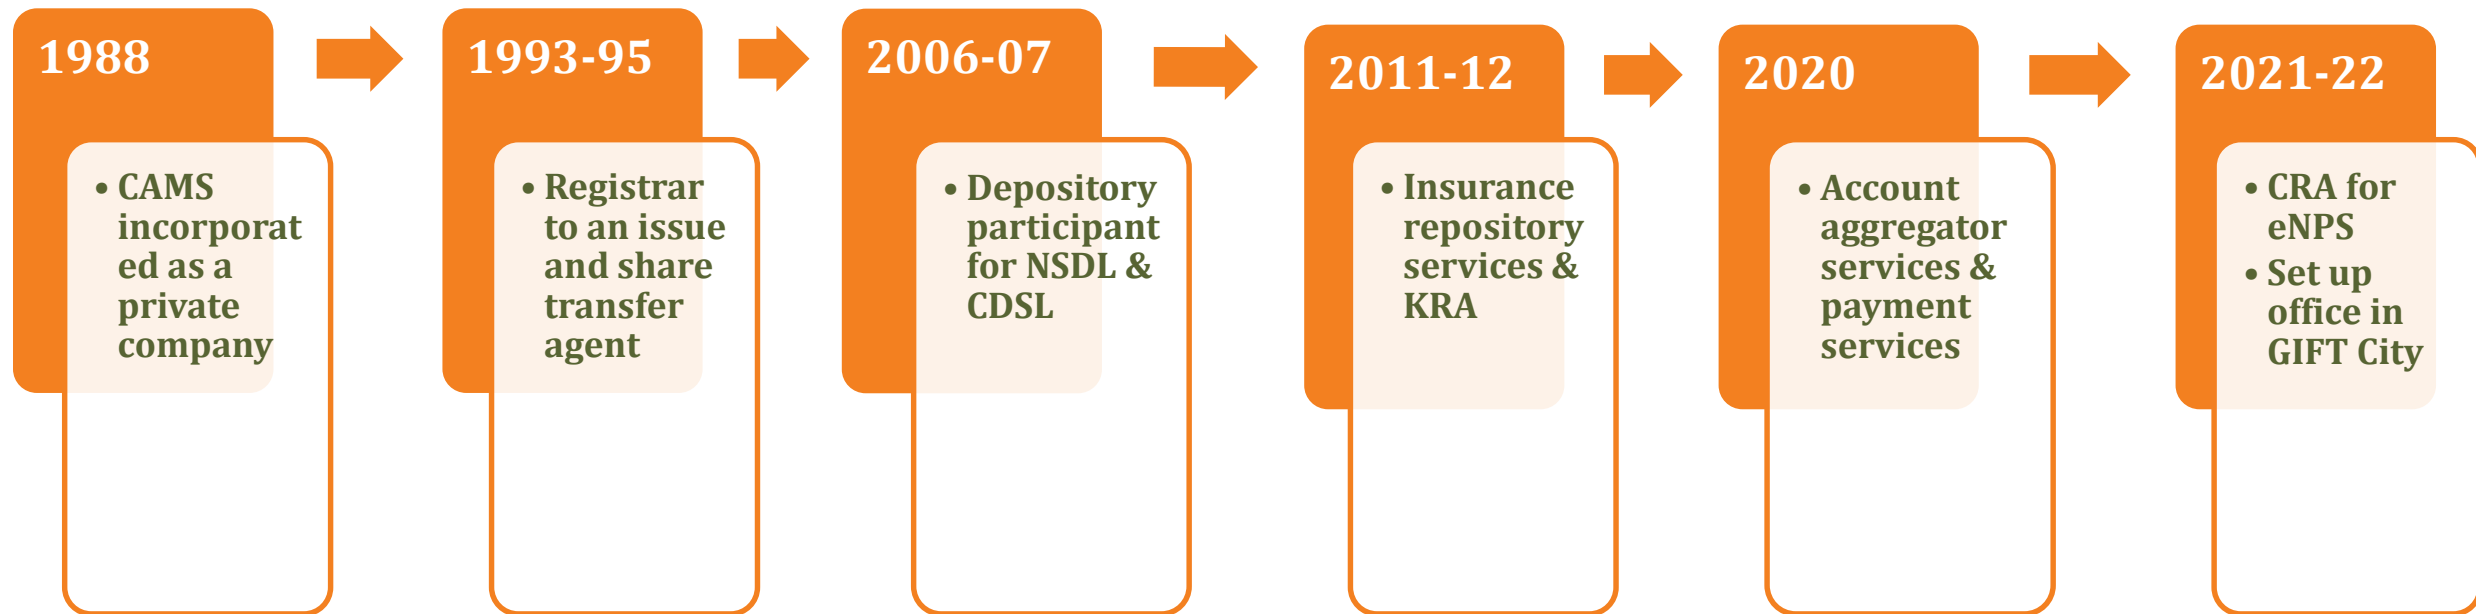 1988
• CAMS
incorporat
ed as a
private
company
1993-95
• Registrar
to an issue
and share
transfer
agent
2006-07
• Depository
participant
for NSDL &
CDSL
2011-12
• Insurance
repository
services &
KRA
2020
• Account
aggregator
services &
payment
services
2021-22
• CRA for
eNPS
• Set up
office in
GIFT City